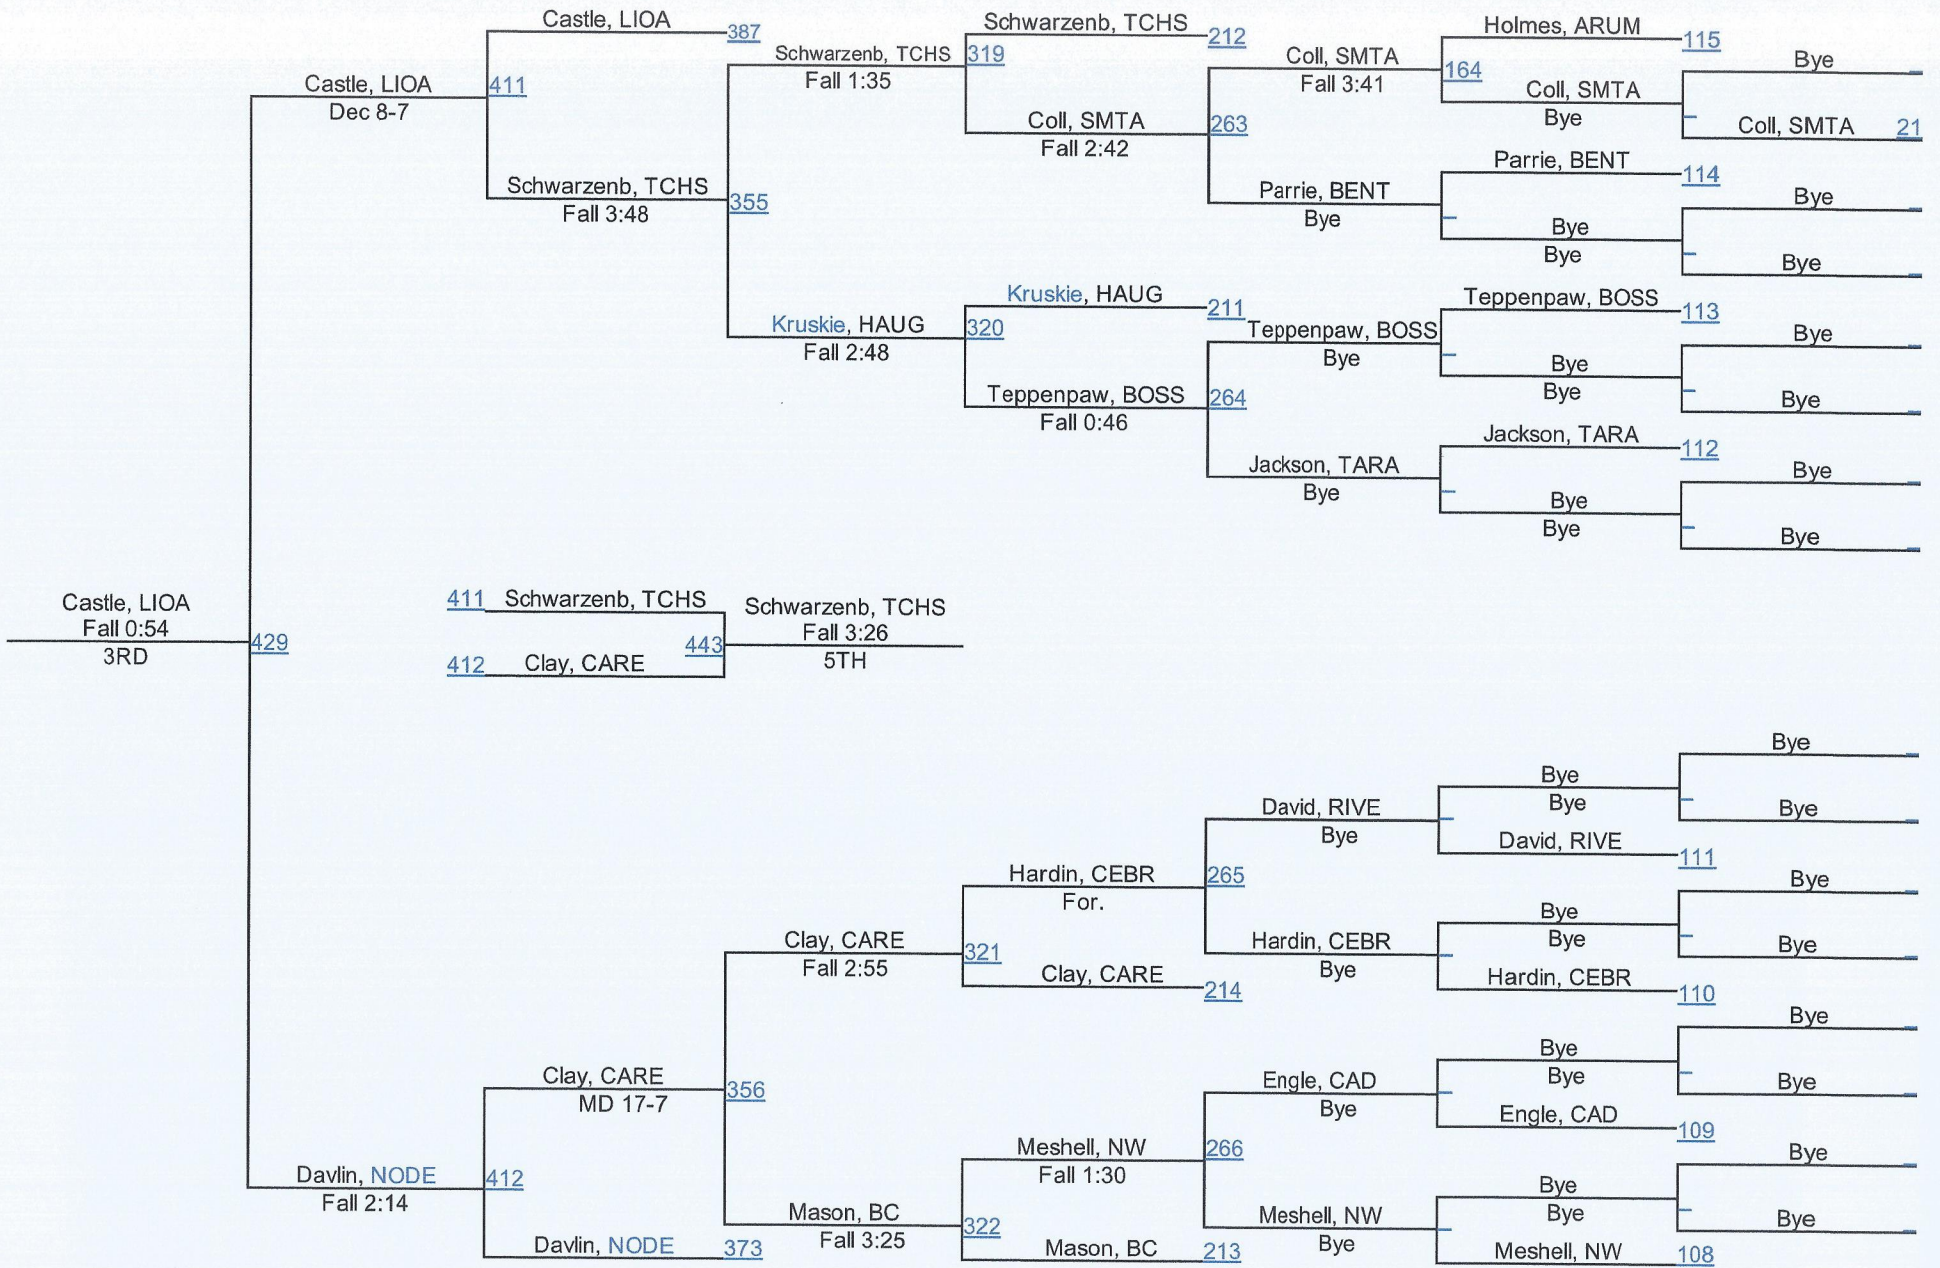 Castle, LIOA
387
Schwarzenb, TCHS
212
Holmes, ARUM
115
Bye
Castle, LIOA
411
Dec 8-7
Schwarzenb, TCHS
319
Fall 1:35
Coll, SMTA
164
Fall 3:41
Coll, SMTA
Bye
Coll, SMTA 21
Coll, SMTA
263
Fall 2:42
Parrie, BENT
114
Schwarzenb, TCHS
355
Fall 3:48
Parrie, BENT
Bye
Bye
Bye
Bye
Bye
Kruskie, HAUG
211
Teppenpaw, BOSS
113
Kruskie, HAUG
320
Fall 2:48
Teppenpaw, BOSS
Bye
Bye
Bye
Bye
Bye
Teppenpaw, BOSS
264
Fall 0:46
Jackson, TARA
112
Jackson, TARA
Bye
Bye
Bye
Bye
Bye
Castle, LIOA
Fall 0:54
3RD
429
411 Schwarzenb, TCHS
412 Clay, CARE
443
Schwarzenb, TCHS
Fall 3:26
5TH
Bye
Bye
Bye
Bye
David, RIVE
Bye
David, RIVE
111
Hardin, CEBR
265
For.
Bye
Bye
Bye
Bye
Hardin, CEBR
Bye
Hardin, CEBR
110
Clay, CARE
321
Fall 2:55
Clay, CARE
214
Bye
Bye
Bye
Bye
Clay, CARE
356
MD 17-7
Engle, CAD
Bye
Engle, CAD
109
Meshell, NW
266
Fall 1:30
Bye
Bye
Bye
Bye
Davlin, NODE
412
Fall 2:14
Mason, BC
322
Fall 3:25
Meshell, NW
Bye
Davlin, NODE
373
Mason, BC
213
Meshell, NW
108